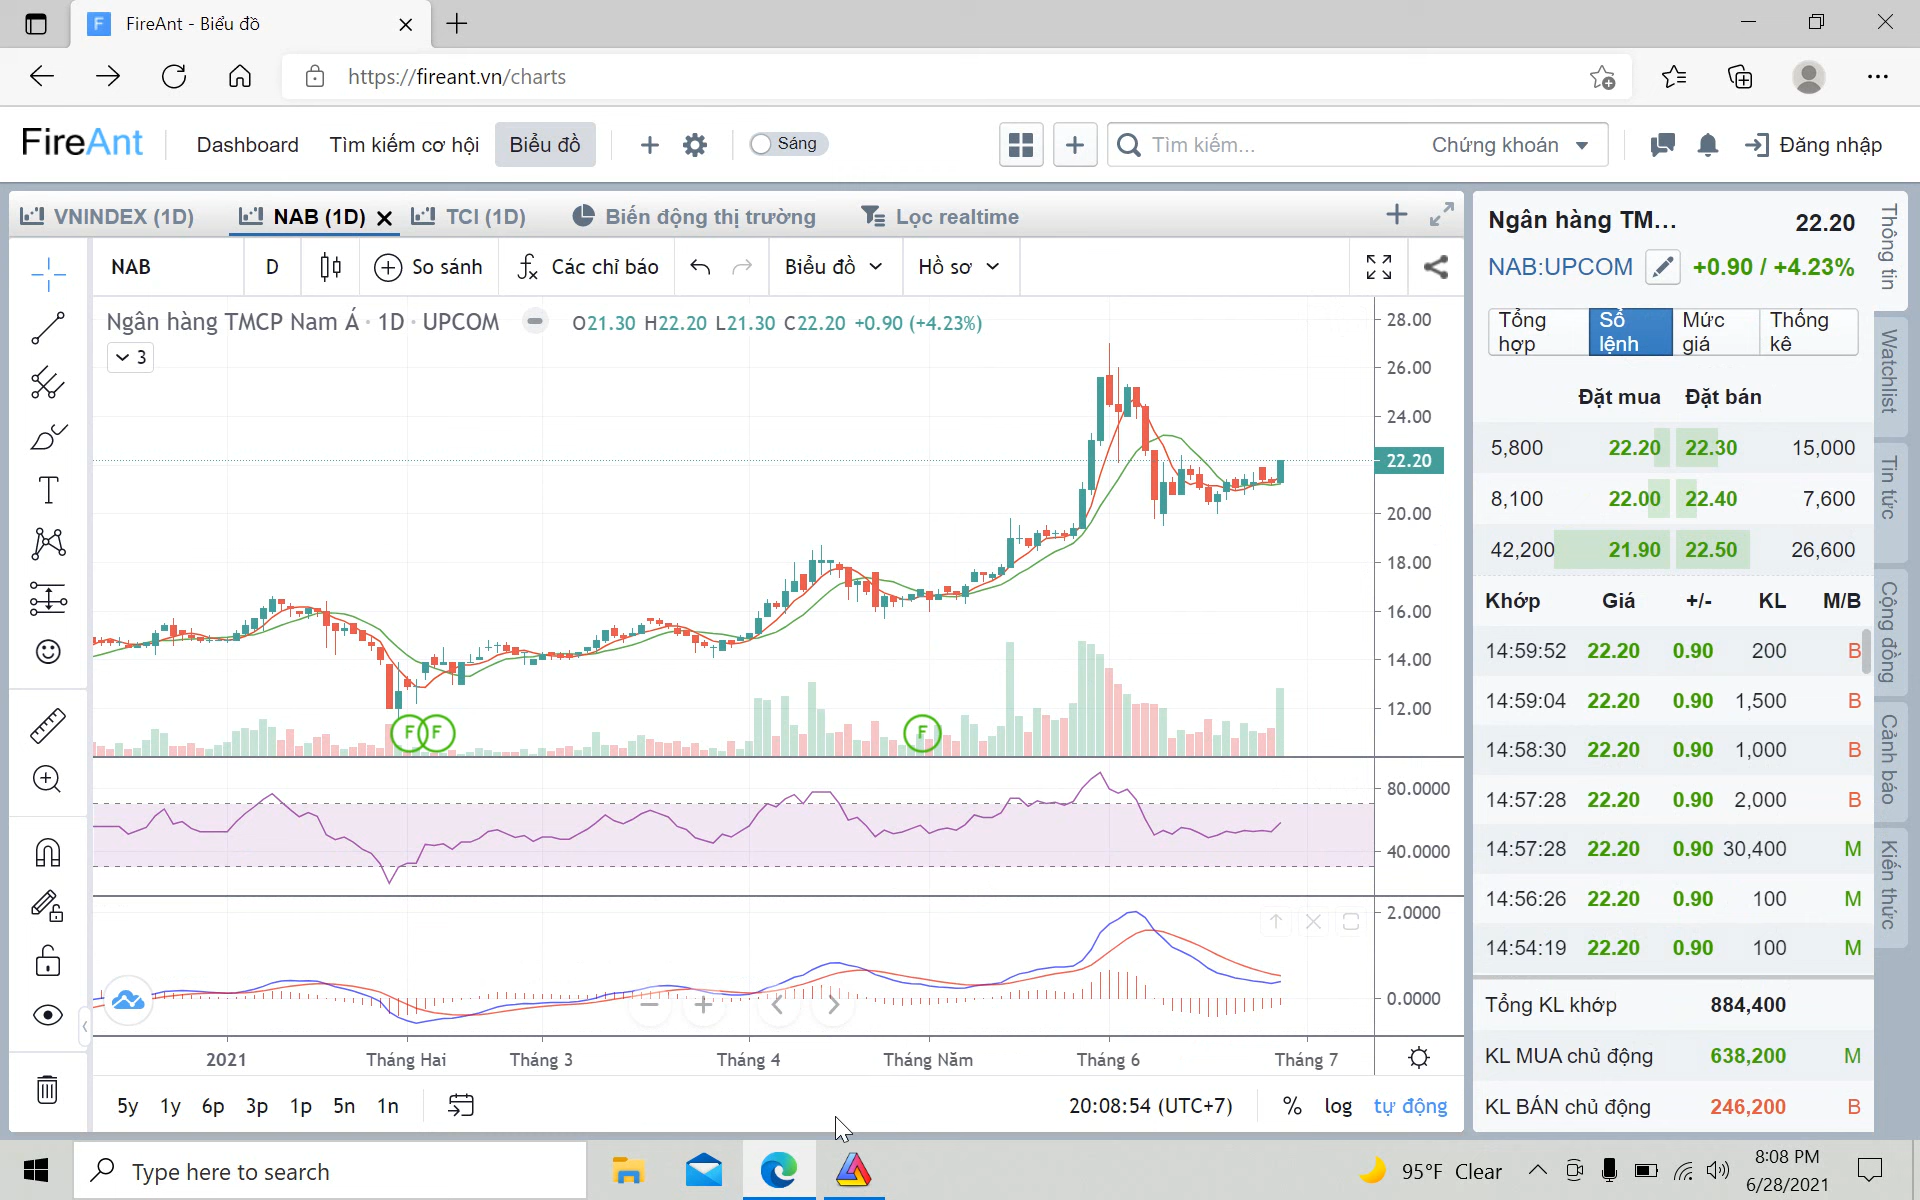 FireAnt - Biểu đồ
https://fireant.vn/charts
FireAnt
Dashboard
Tìm kiếm cơ hội
Biểu đồ
Sáng
Tìm kiếm...
Chứng khoán
Đăng nhập
VNINDEX (1D)
NAB (1D)
TCI (1D)
Biến động thị trường
Lọc realtime
NAB
D
So sánh
Các chỉ báo
Biểu đồ
Hồ sơ
Ngân hàng TMCP Nam Á · 1D · UPCOM
O21.30 H22.20 L21.30 C22.20 +0.90 (+4.23%)
3
28.00
26.00
24.00
22.20
20.00
18.00
16.00
14.00
12.00
F
F
F
80.0000
40.0000
2.0000
0.0000
2021
Tháng Hai
Tháng 3
Tháng 4
Tháng Năm
Tháng 6
Tháng 7
5y 1y 6p 3p 1p 5n 1n
20:08:54 (UTC+7)
%
log
tự động
Ngân hàng TM...
22.20
NAB:UPCOM
+0.90 / +4.23%
Tổng hợp
Sổ lệnh
Mức giá
Thống kê
Đặt mua Đặt bán
5,800 22.20 22.30 15,000
8,100 22.00 22.40 7,600
42,200 21.90 22.50 26,600
Khớp Giá +/- KL M/B
14:59:52 22.20 0.90 200 B
14:59:04 22.20 0.90 1,500 B
14:58:30 22.20 0.90 1,000 B
14:57:28 22.20 0.90 2,000 B
14:57:28 22.20 0.90 30,400 M
14:56:26 22.20 0.90 100 M
14:54:19 22.20 0.90 100 M
Tổng KL khớp 884,400
KL MUA chủ động 638,200 M
KL BÁN chủ động 246,200 B
Thông tin
Watchlist
Tin tức
Cộng đồng
Cảnh báo
Kiến thức
Type here to search
95°F Clear
8:08 PM
6/28/2021